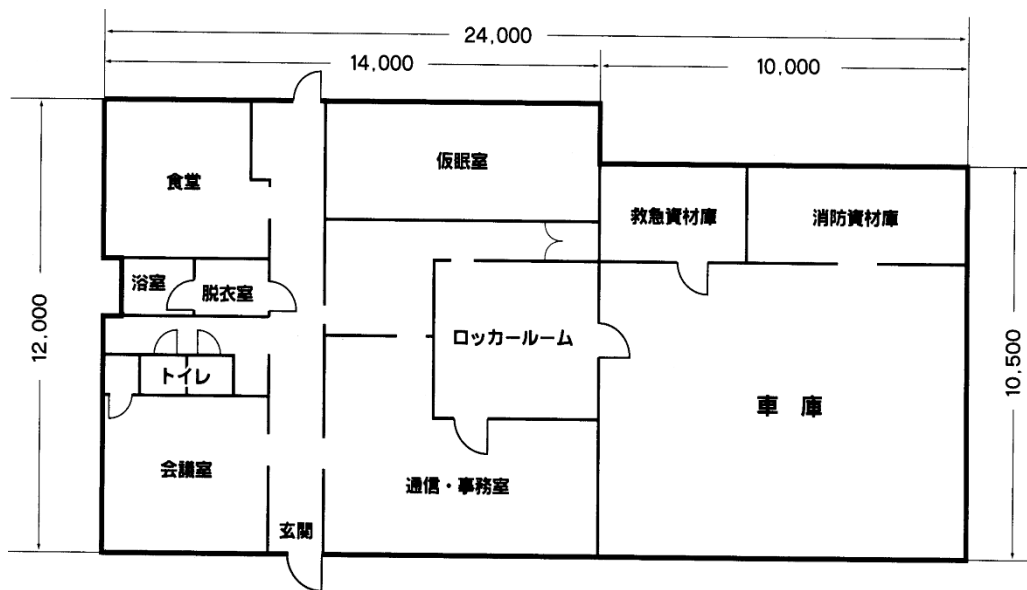 24,000
14,000
10,000
12,000
10,500
食堂
仮眠室
救急資材庫
消防資材庫
浴室
脱衣室
ロッカールーム
トイレ
車 庫
会議室
通信・事務室
玄関